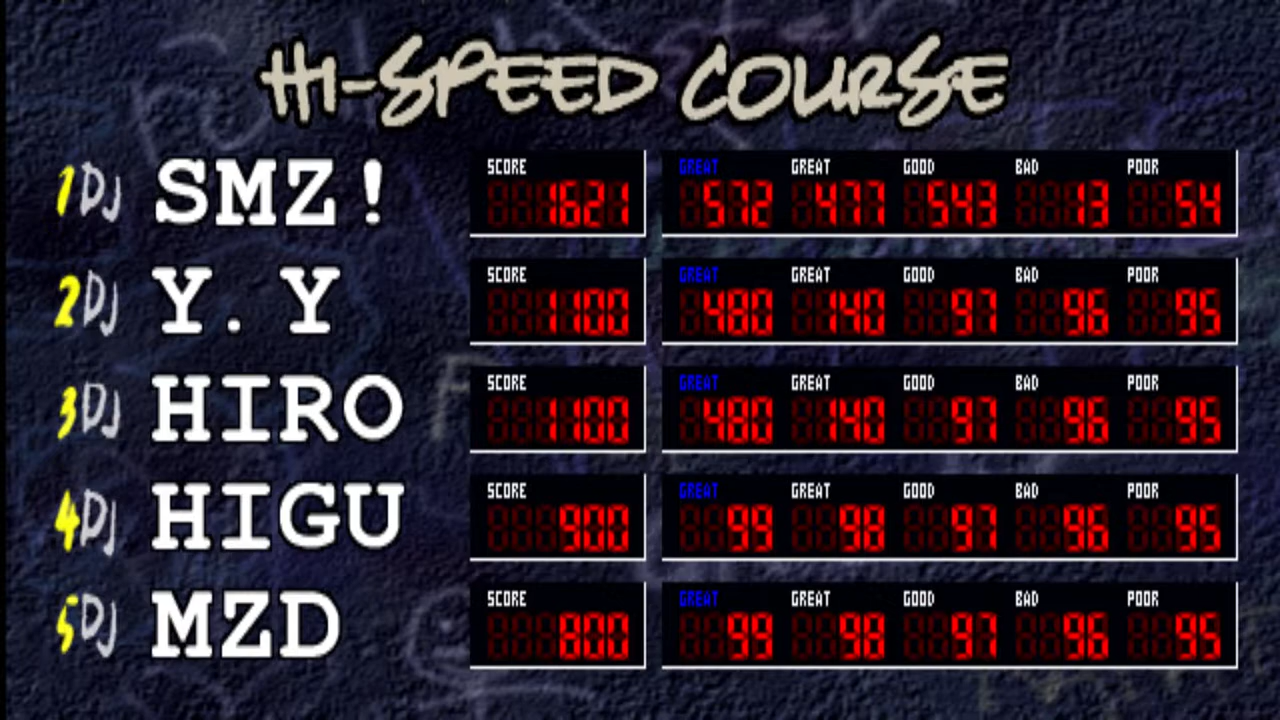 HI-SPEED COURSE
1DJ SMZ! SCORE 1621 GREAT 572 GREAT 477 GOOD 543 BAD 13 POOR 54
2DJ Y.Y SCORE 1100 GREAT 480 GREAT 140 GOOD 97 BAD 96 POOR 95
3DJ HIRO SCORE 1100 GREAT 480 GREAT 140 GOOD 97 BAD 96 POOR 95
4DJ HIGU SCORE 900 GREAT 99 GREAT 98 GOOD 97 BAD 96 POOR 95
5DJ MZD SCORE 800 GREAT 99 GREAT 98 GOOD 97 BAD 96 POOR 95